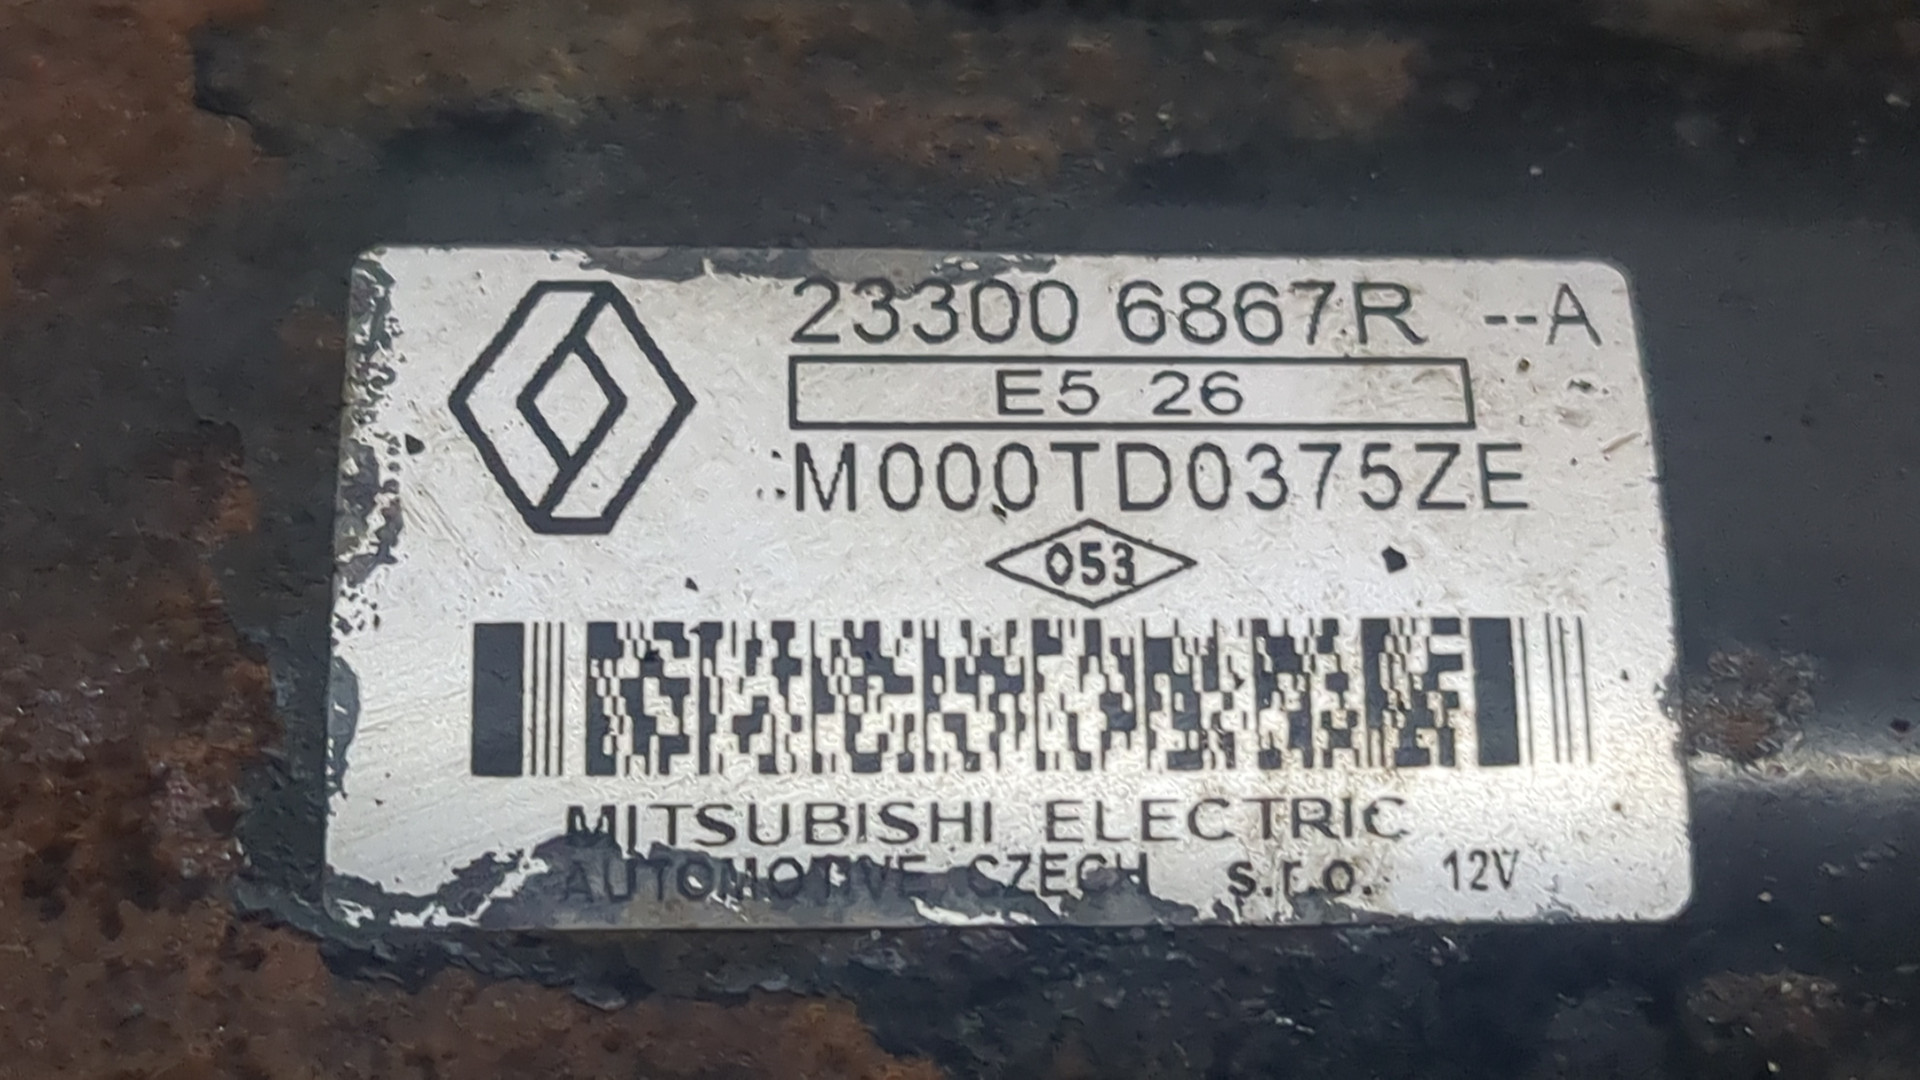 23300 6867R --A
E5 26
M000TD0375ZE
053
MITSUBISHI ELECTRIC
AUTOMOTIVE CZECH s.r.o. 12V